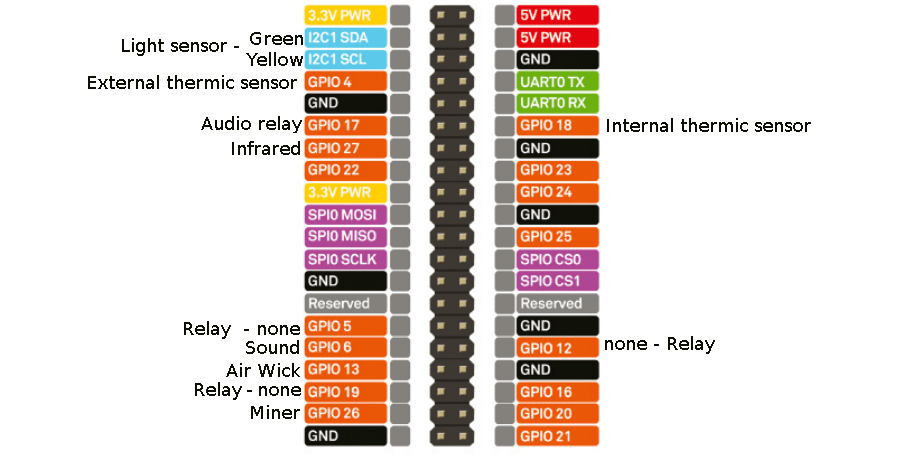 3.3V PWR 5V PWR
Light sensor - Green I2C1 SDA 5V PWR
Yellow I2C1 SCL GND
External thermic sensor GPIO 4 UART0 TX
GND UART0 RX
Audio relay GPIO 17 GPIO 18 Internal thermic sensor
Infrared GPIO 27 GND
GPIO 22 GPIO 23
3.3V PWR GPIO 24
SPI0 MOSI GND
SPI0 MISO GPIO 25
SPI0 SCLK SPIO CS0
GND SPIO CS1
Reserved Reserved
Relay - none GPIO 5 GND
Sound GPIO 6 GPIO 12 none - Relay
Air Wick GPIO 13 GND
Relay - none GPIO 19 GPIO 16
Miner GPIO 26 GPIO 20
GND GPIO 21